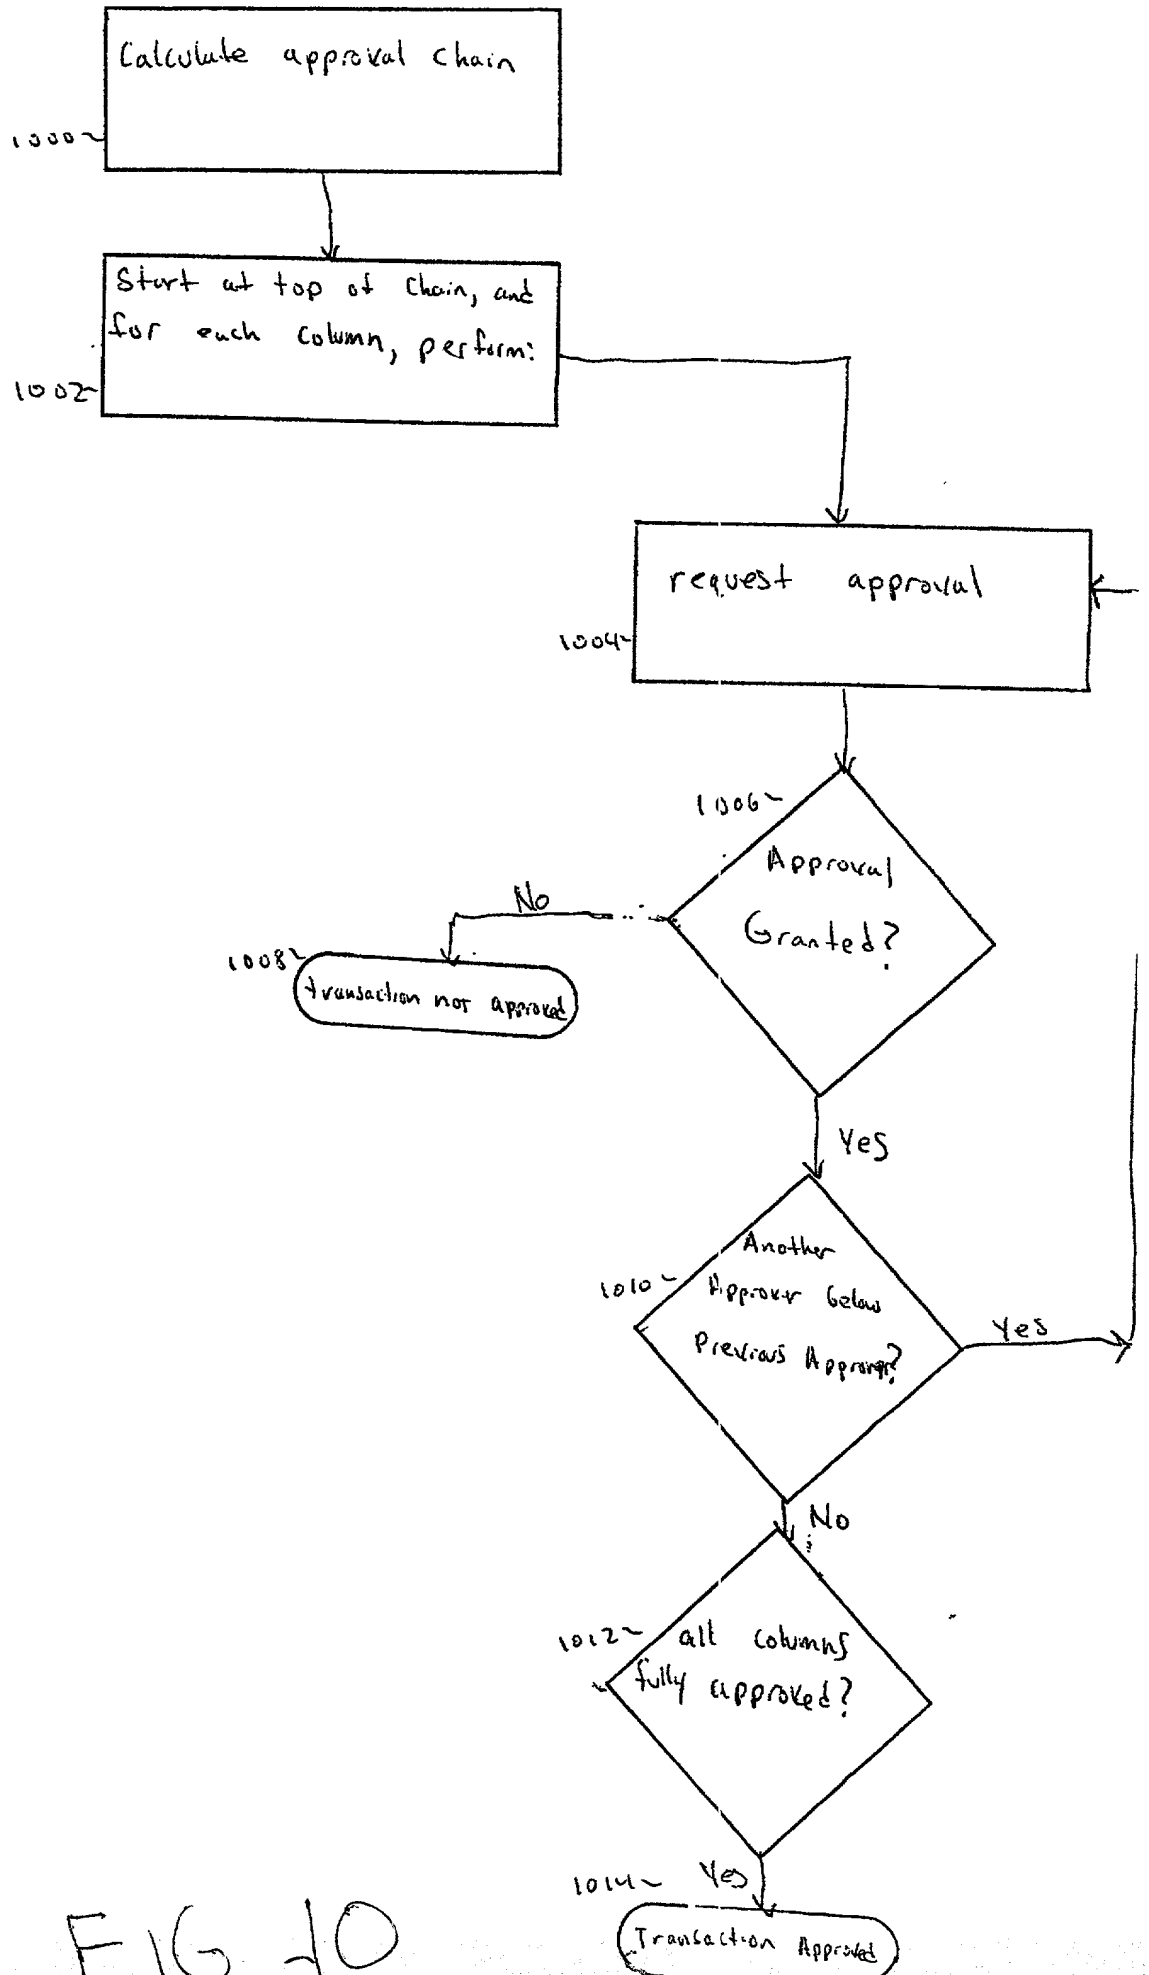 Calculate approval chain
1000
Start at top of chain, and
for each column, perform:
1002
request approval
1004
1006
Approval
Granted?
No
1008
transaction not approved
Yes
Another
1010
Approver below
Previous Approver?
Yes
No
1012
all columns
fully approved?
Yes
1014
Transaction Approved
FIG 10